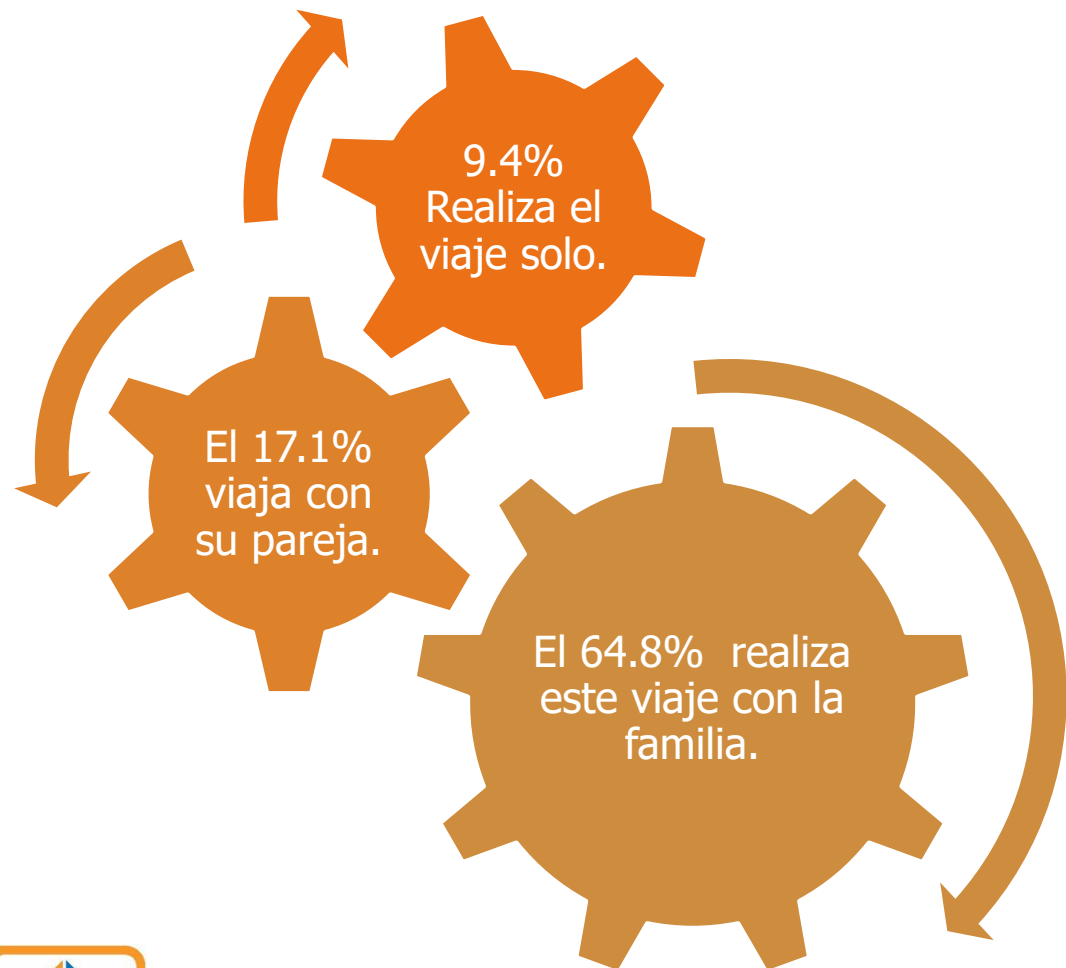 9.4%
Realiza el
viaje solo.
El 17.1%
viaja con
su pareja.
El 64.8%  realiza
este viaje con la
familia.